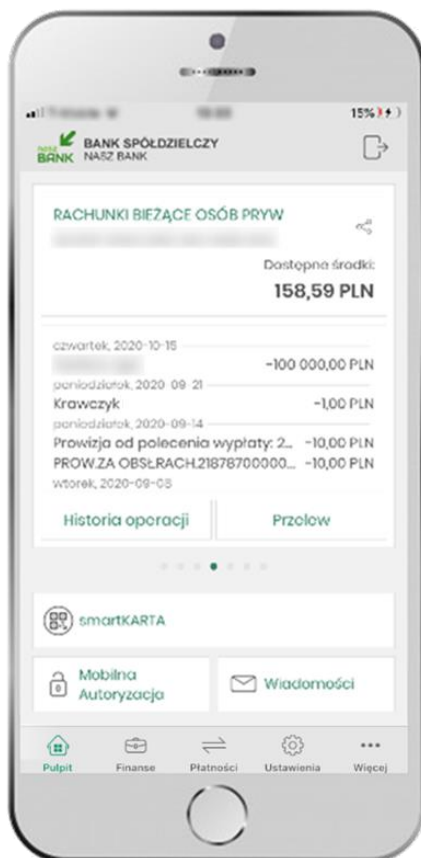 15%
nasz
BANK
BANK SPÓŁDZIELCZY
NASZ BANK
RACHUNKI BIEŻĄCE OSÓB PRYW
Dostępne środki:
158,59 PLN
czwartek, 2020-10-15
-100 000,00 PLN
poniedziałek, 2020-09-21
Krawczyk -1,00 PLN
poniedziałek, 2020-09-14
Prowizja od polecenia wypłaty: 2... -10,00 PLN
PROW.ZA OBSŁ.RACH.21878700000... -10,00 PLN
wtorek, 2020-09-08
Historia operacji Przelew
smartKARTA
Mobilna
Autoryzacja
Wiadomości
Pulpit Finanse Płatności Ustawienia Więcej